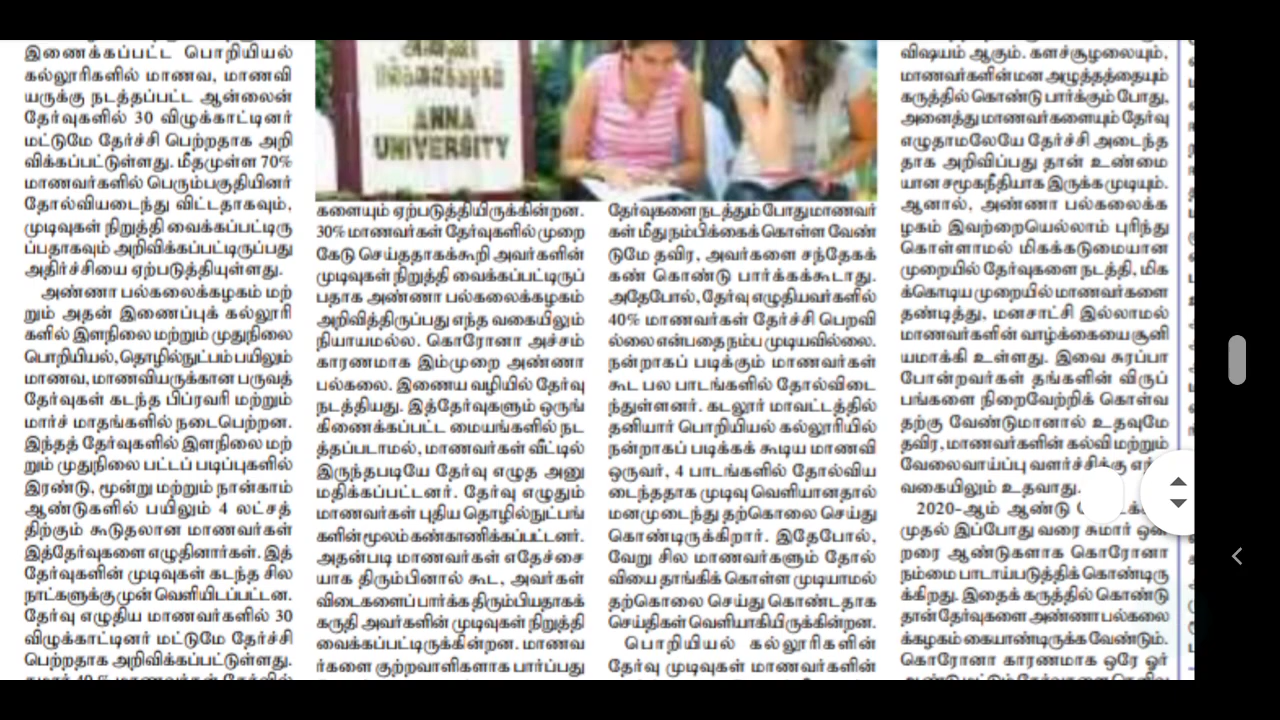 இணைக்கப்பட்ட பொறியியல்
கல்லூரிகளில் மாணவ, மாணவி
யருக்கு நடத்தப்பட்ட ஆன்லைன்
தேர்வுகளில் 30 விழுக்காட்டினர்
மட்டுமே தேர்ச்சி பெற்றதாக அறி
விக்கப்பட்டுள்ளது. மீதமுள்ள 70%
மாணவர்களில் பெரும்பகுதியினர்
தோல்வியடைந்து விட்டதாகவும்,
முடிவுகள் நிறுத்தி வைக்கப்பட்டிரு
ப்பதாகவும் அறிவிக்கப்பட்டிருப்பது
அதிர்ச்சியை ஏற்படுத்தியுள்ளது.
அண்ணா பல்கலைக்கழகம் மற்
றும் அதன் இணைப்புக் கல்லூரி
களில் இளநிலை மற்றும் முதுநிலை
பொறியியல், தொழில்நுட்பம் பயிலும்
மாணவ, மாணவியருக்கான பருவத்
தேர்வுகள் கடந்த பிப்ரவரி மற்றும்
மார்ச் மாதங்களில் நடைபெற்றன.
இந்தத் தேர்வுகளில் இளநிலை மற்
றும் முதுநிலை பட்டப் படிப்புகளில்
இரண்டு, மூன்று மற்றும் நான்காம்
ஆண்டுகளில் பயிலும் 4 லட்சத்
திற்கும் கூடுதலான மாணவர்கள்
இத்தேர்வுகளை எழுதினார்கள். இத்
தேர்வுகளின் முடிவுகள் கடந்த சில
நாட்களுக்கு முன் வெளியிடப்பட்டன.
தேர்வு எழுதிய மாணவர்களில் 30
விழுக்காட்டினர் மட்டுமே தேர்ச்சி
பெற்றதாக அறிவிக்கப்பட்டுள்ளது.
ANNA
UNIVERSITY
களையும் ஏற்படுத்தியிருக்கின்றன.
30% மாணவர்கள் தேர்வுகளில் முறை
கேடு செய்ததாகக்கூறி அவர்களின்
முடிவுகள் நிறுத்தி வைக்கப்பட்டிருப்
பதாக அண்ணா பல்கலைக்கழகம்
அறிவித்திருப்பது எந்த வகையிலும்
நியாயமல்ல. கொரோனா அச்சம்
காரணமாக இம்முறை அண்ணா
பல்கலை. இணைய வழியில் தேர்வு
நடத்தியது. இத்தேர்வுகளும் ஒருங்
கிணைக்கப்பட்ட மையங்களில் நட
த்தப்படாமல், மாணவர்கள் வீட்டில்
இருந்தபடியே தேர்வு எழுத அனு
மதிக்கப்பட்டனர். தேர்வு எழுதும்
மாணவர்கள் புதிய தொழில்நுட்பங்
களின் மூலம் கண்காணிக்கப்பட்டனர்.
அதன்படி மாணவர்கள் எதேச்சை
யாக திரும்பினால் கூட, அவர்கள்
விடைகளைப் பார்க்க திரும்பியதாகக்
கருதி அவர்களின் முடிவுகள் நிறுத்தி
வைக்கப்பட்டிருக்கின்றன. மாணவ
ர்களை குற்றவாளிகளாக பார்ப்பது
தேர்வுகளை நடத்தும் போது மாணவர்
கள் மீது நம்பிக்கைக் கொள்ள வேண்
டுமே தவிர, அவர்களை சந்தேகக்
கண் கொண்டு பார்க்கக்கூடாது.
அதேபோல், தேர்வு எழுதியவர்களில்
40% மாணவர்கள் தேர்ச்சி பெறவி
ல்லை என்பதை நம்ப முடியவில்லை.
நன்றாகப் படிக்கும் மாணவர்கள்
கூட பல பாடங்களில் தோல்விடை
ந்துள்ளனர். கடலூர் மாவட்டத்தில்
தனியார் பொறியியல் கல்லூரியில்
நன்றாகப் படிக்கக் கூடிய மாணவி
ஒருவர், 4 பாடங்களில் தோல்விய
டைந்ததாக முடிவு வெளியானதால்
மனமுடைந்து தற்கொலை செய்து
கொண்டிருக்கிறார். இதேபோல்,
வேறு சில மாணவர்களும் தோல்
வியை தாங்கிக் கொள்ள முடியாமல்
தற்கொலை செய்து கொண்டதாக
செய்திகள் வெளியாகியிருக்கின்றன.
பொறியியல் கல்லூரிகளின்
தேர்வு முடிவுகள் மாணவர்களின்
விஷயம் ஆகும். களச்சூழலையும்,
மாணவர்களின் மன அழுத்தத்தையும்
கருத்தில் கொண்டு பார்க்கும் போது,
அனைத்து மாணவர்களையும் தேர்வு
எழுதாமலேயே தேர்ச்சி அடைந்த
தாக அறிவிப்பது தான் உண்மை
யான சமூகநீதியாக இருக்க முடியும்.
ஆனால், அண்ணா பல்கலைக்க
ழகம் இவற்றையெல்லாம் புரிந்து
கொள்ளாமல் மிகக்கடுமையான
முறையில் தேர்வுகளை நடத்தி, மிக
க்கொடிய முறையில் மாணவர்களை
தண்டித்து, மனசாட்சி இல்லாமல்
மாணவர்களின் வாழ்க்கையை சூனி
யமாக்கி உள்ளது. இவை சுரப்பா
போன்றவர்கள் தங்களின் விருப்
பங்களை நிறைவேற்றிக் கொள்வ
தற்கு வேண்டுமானால் உதவுமே
தவிர, மாணவர்களின் கல்வி மற்றும்
வேலைவாய்ப்பு வளர்ச்சிக்கு
வகையிலும் உதவாது.
2020-ஆம் ஆண்டு
முதல் இப்போது வரை சுமார் ஒன்
றரை ஆண்டுகளாக கொரோனா
நம்மை பாடாய்படுத்திக் கொண்டிரு
க்கிறது. இதைக் கருத்தில் கொண்டு
தான் தேர்வுகளை அண்ணா பல்கலை
க்கழகம் கையாண்டிருக்க வேண்டும்.
கொரோனா காரணமாக ஒரே ஓர்